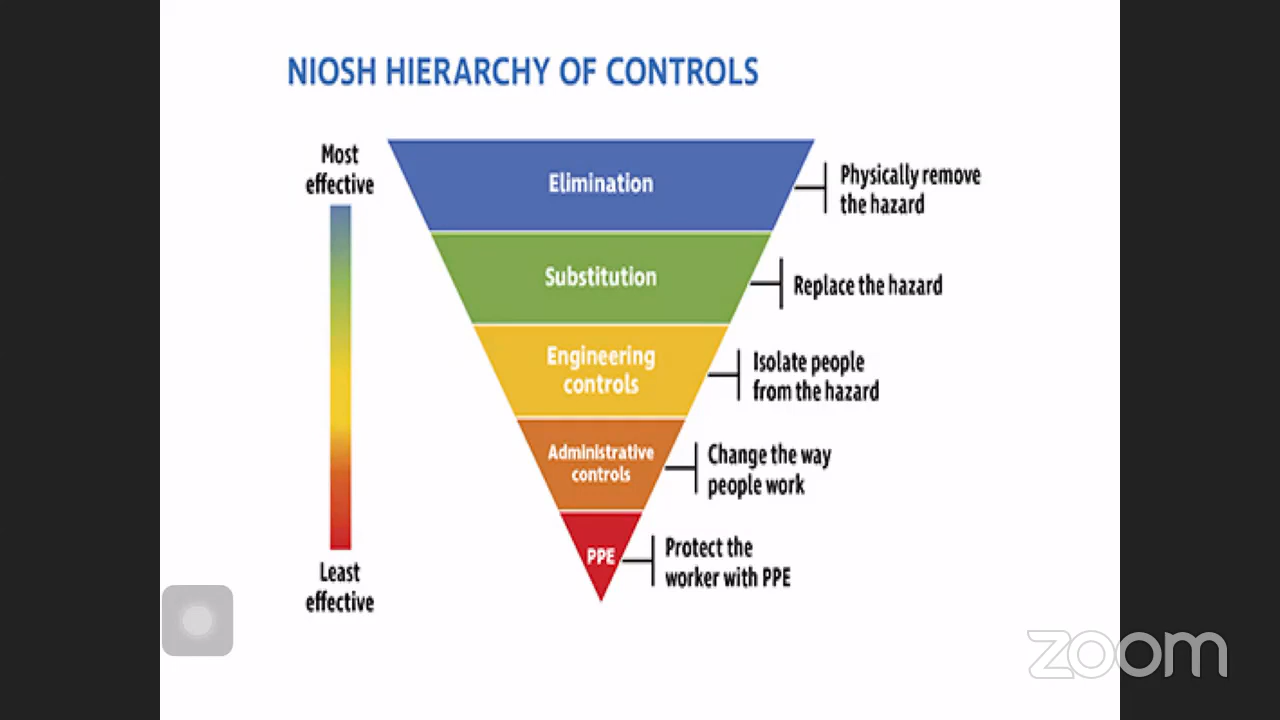 NIOSH HIERARCHY OF CONTROLS
Most
effective
Elimination
Physically remove
the hazard
Substitution
Replace the hazard
Engineering
controls
Isolate people
from the hazard
Administrative
controls
Change the way
people work
PPE
Protect the
worker with PPE
Least
effective
zoom